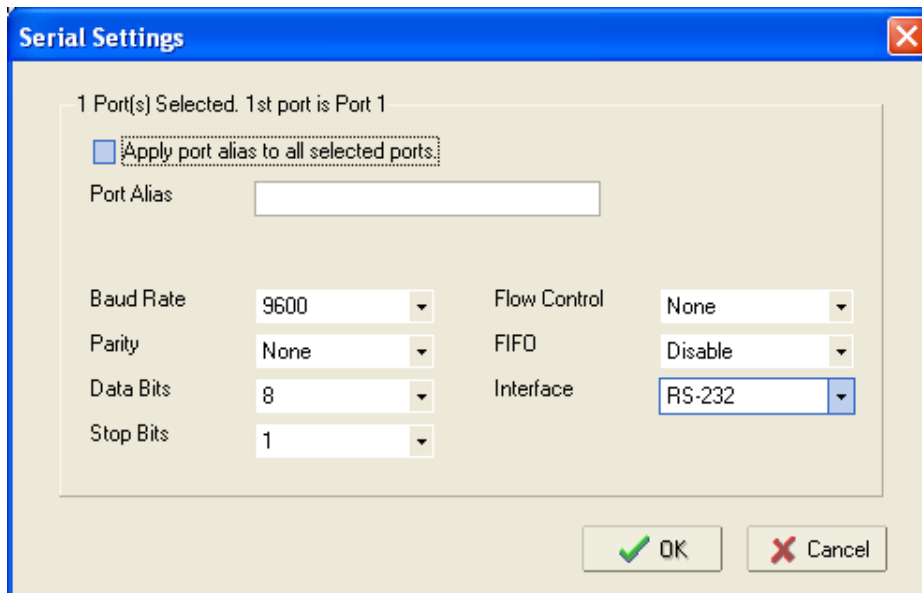 Serial Settings
1 Port(s) Selected. 1st port is Port 1
Apply port alias to all selected ports.
Port Alias
Baud Rate 9600 Flow Control None
Parity None FIFO Disable
Data Bits 8 Interface RS-232
Stop Bits 1
OK Cancel